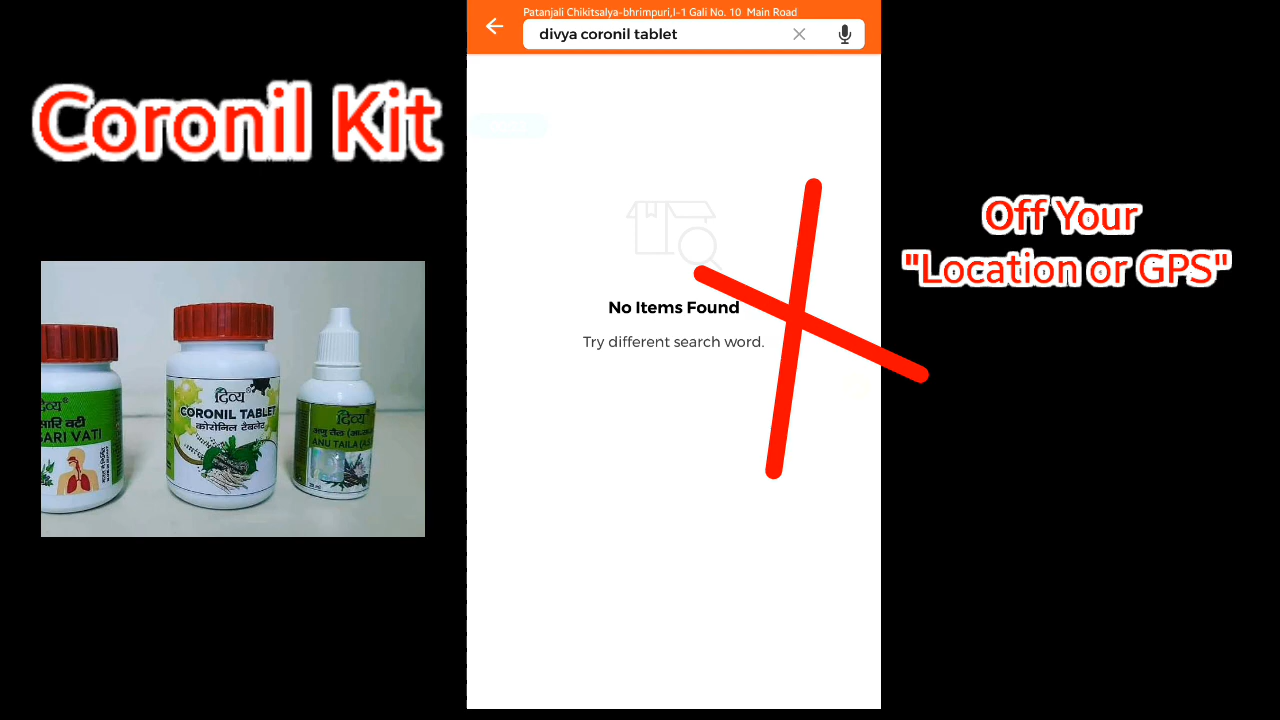 Coronil Kit
Patanjali Chikitsalya-bhrimpuri,I-1 Gali No. 10 Main Road
divya coronil tablet
No Items Found
Try different search word.
Off Your
"Location or GPS"
दिव्य
CORONIL TABLET
कोरोनिल टैबलेट
दिव्य
ANU TAILA
सारि वटी
SARI VATI